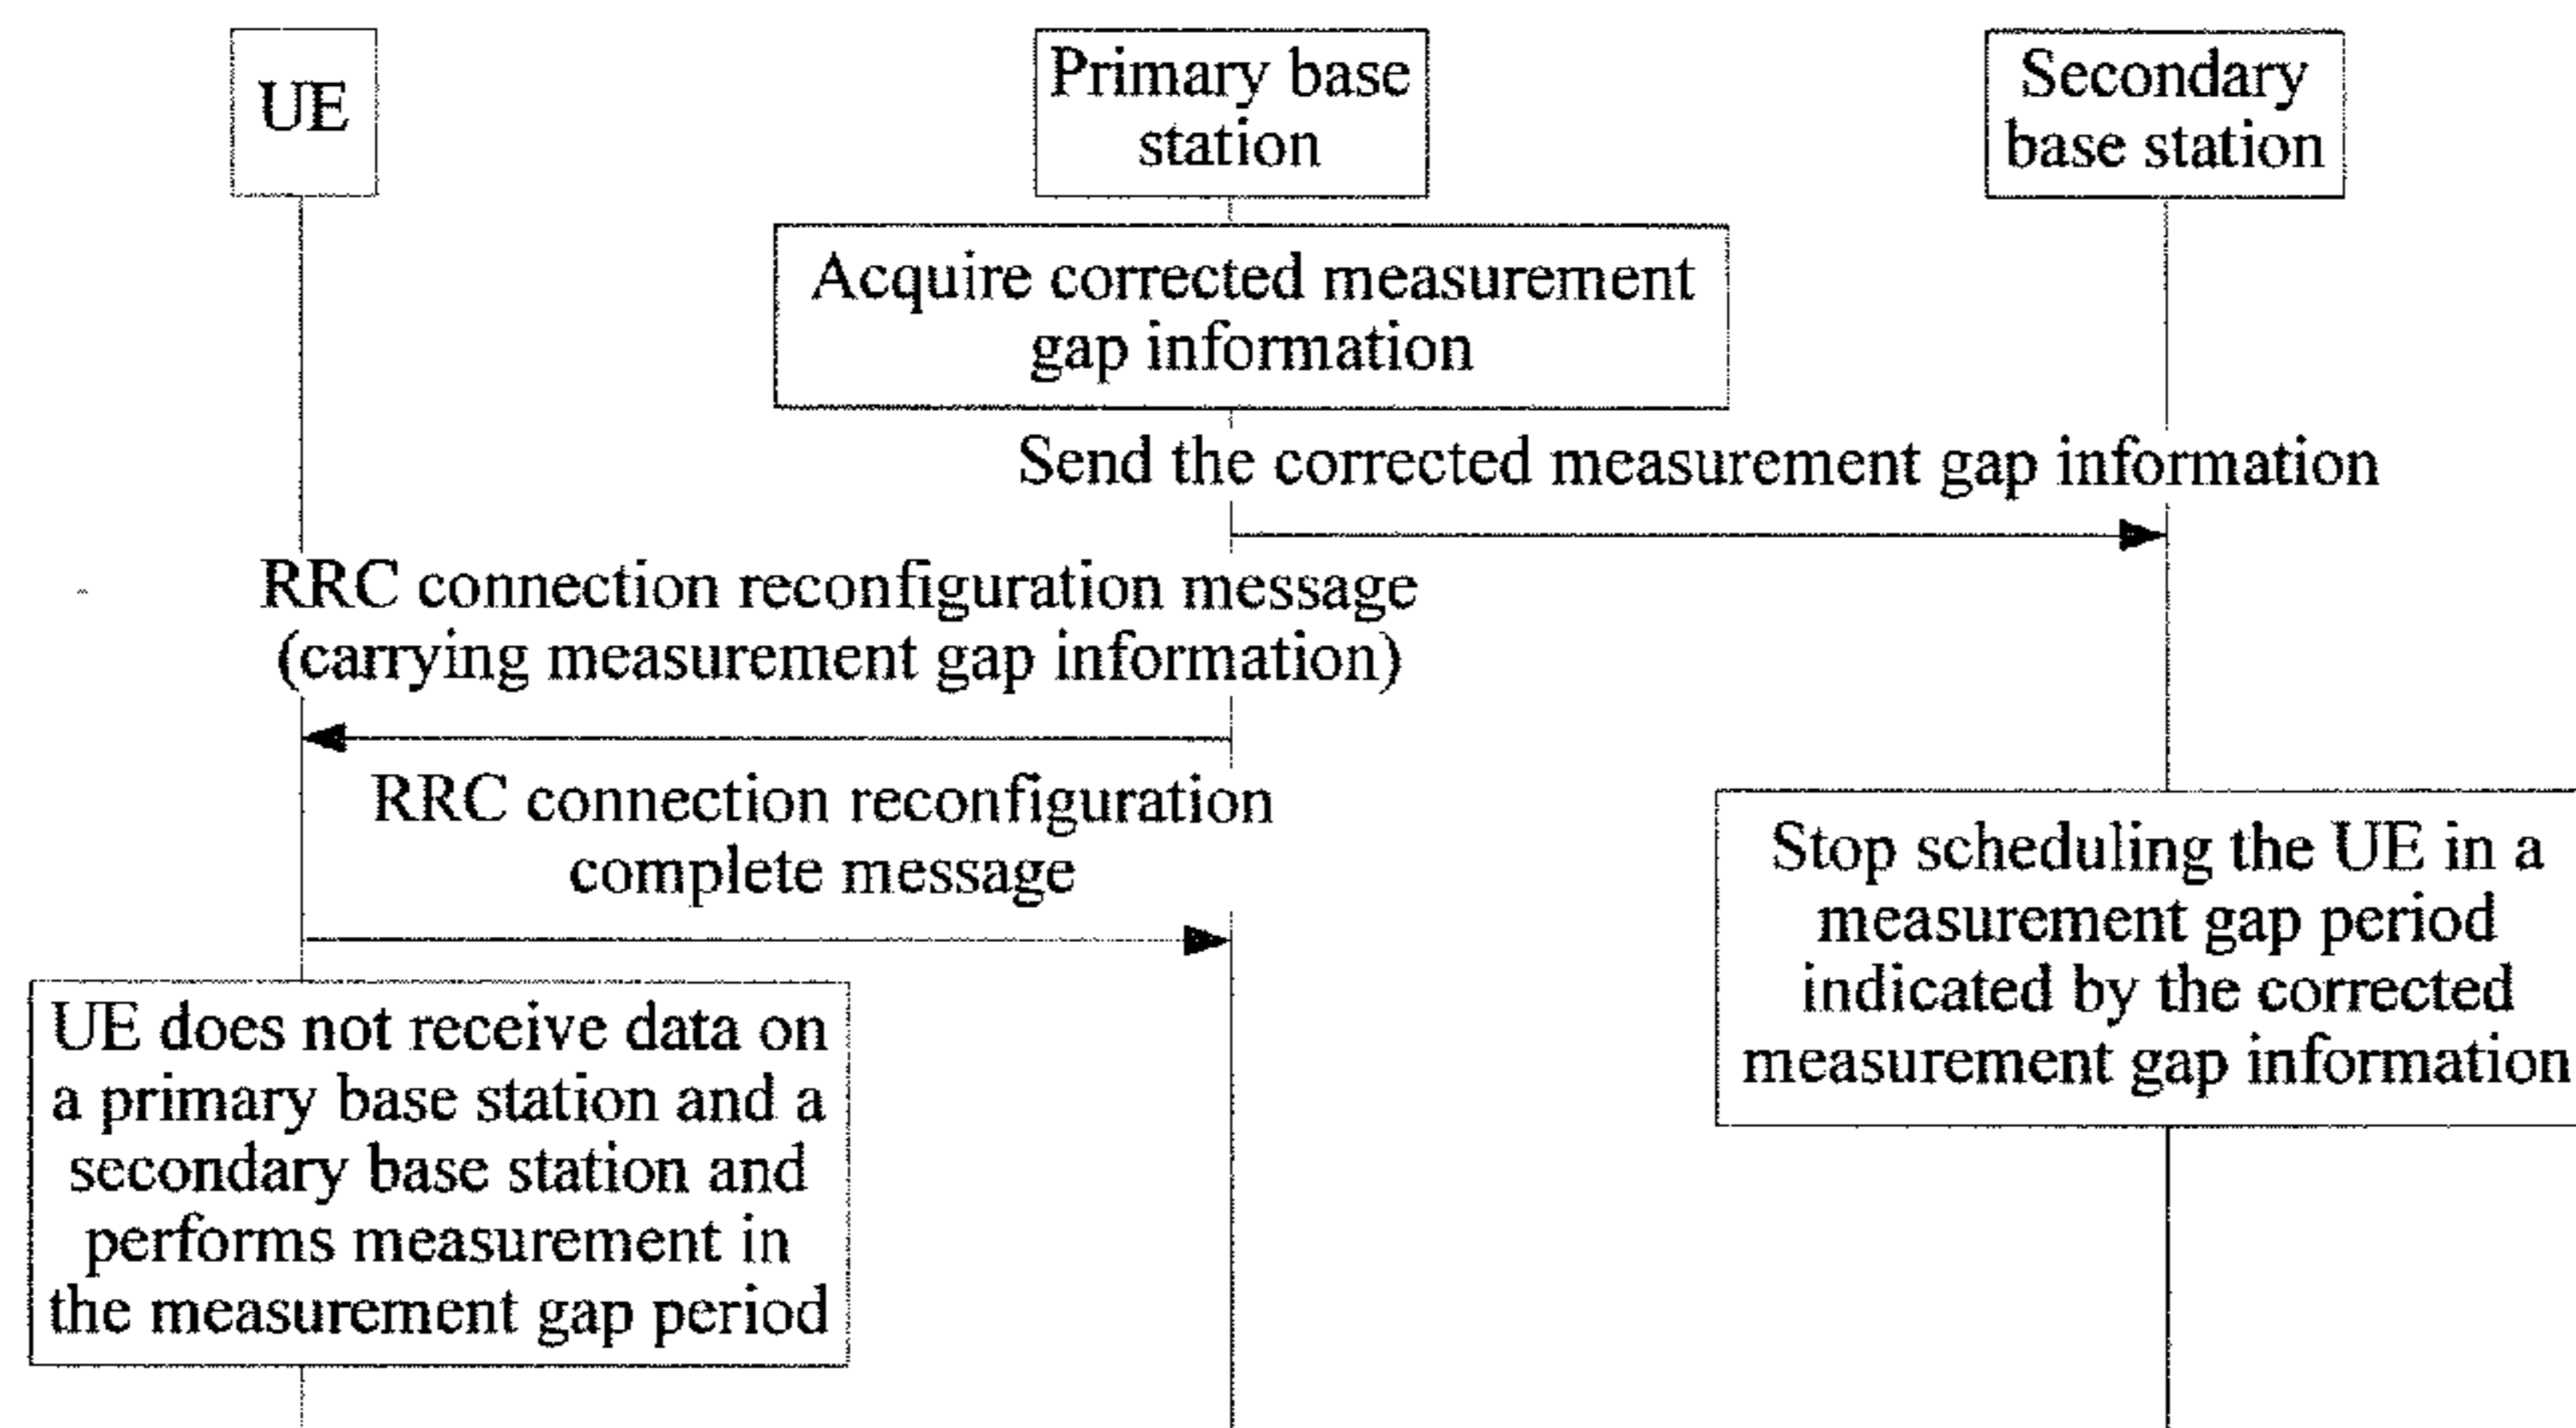 UE
Primary base
station
Secondary
base station
Acquire corrected measurement
gap information
Send the corrected measurement gap information
RRC connection reconfiguration message
(carrying measurement gap information)
RRC connection reconfiguration
complete message
Stop scheduling the UE in a
measurement gap period
indicated by the corrected
measurement gap information
UE does not receive data on
a primary base station and a
secondary base station and
performs measurement in
the measurement gap period